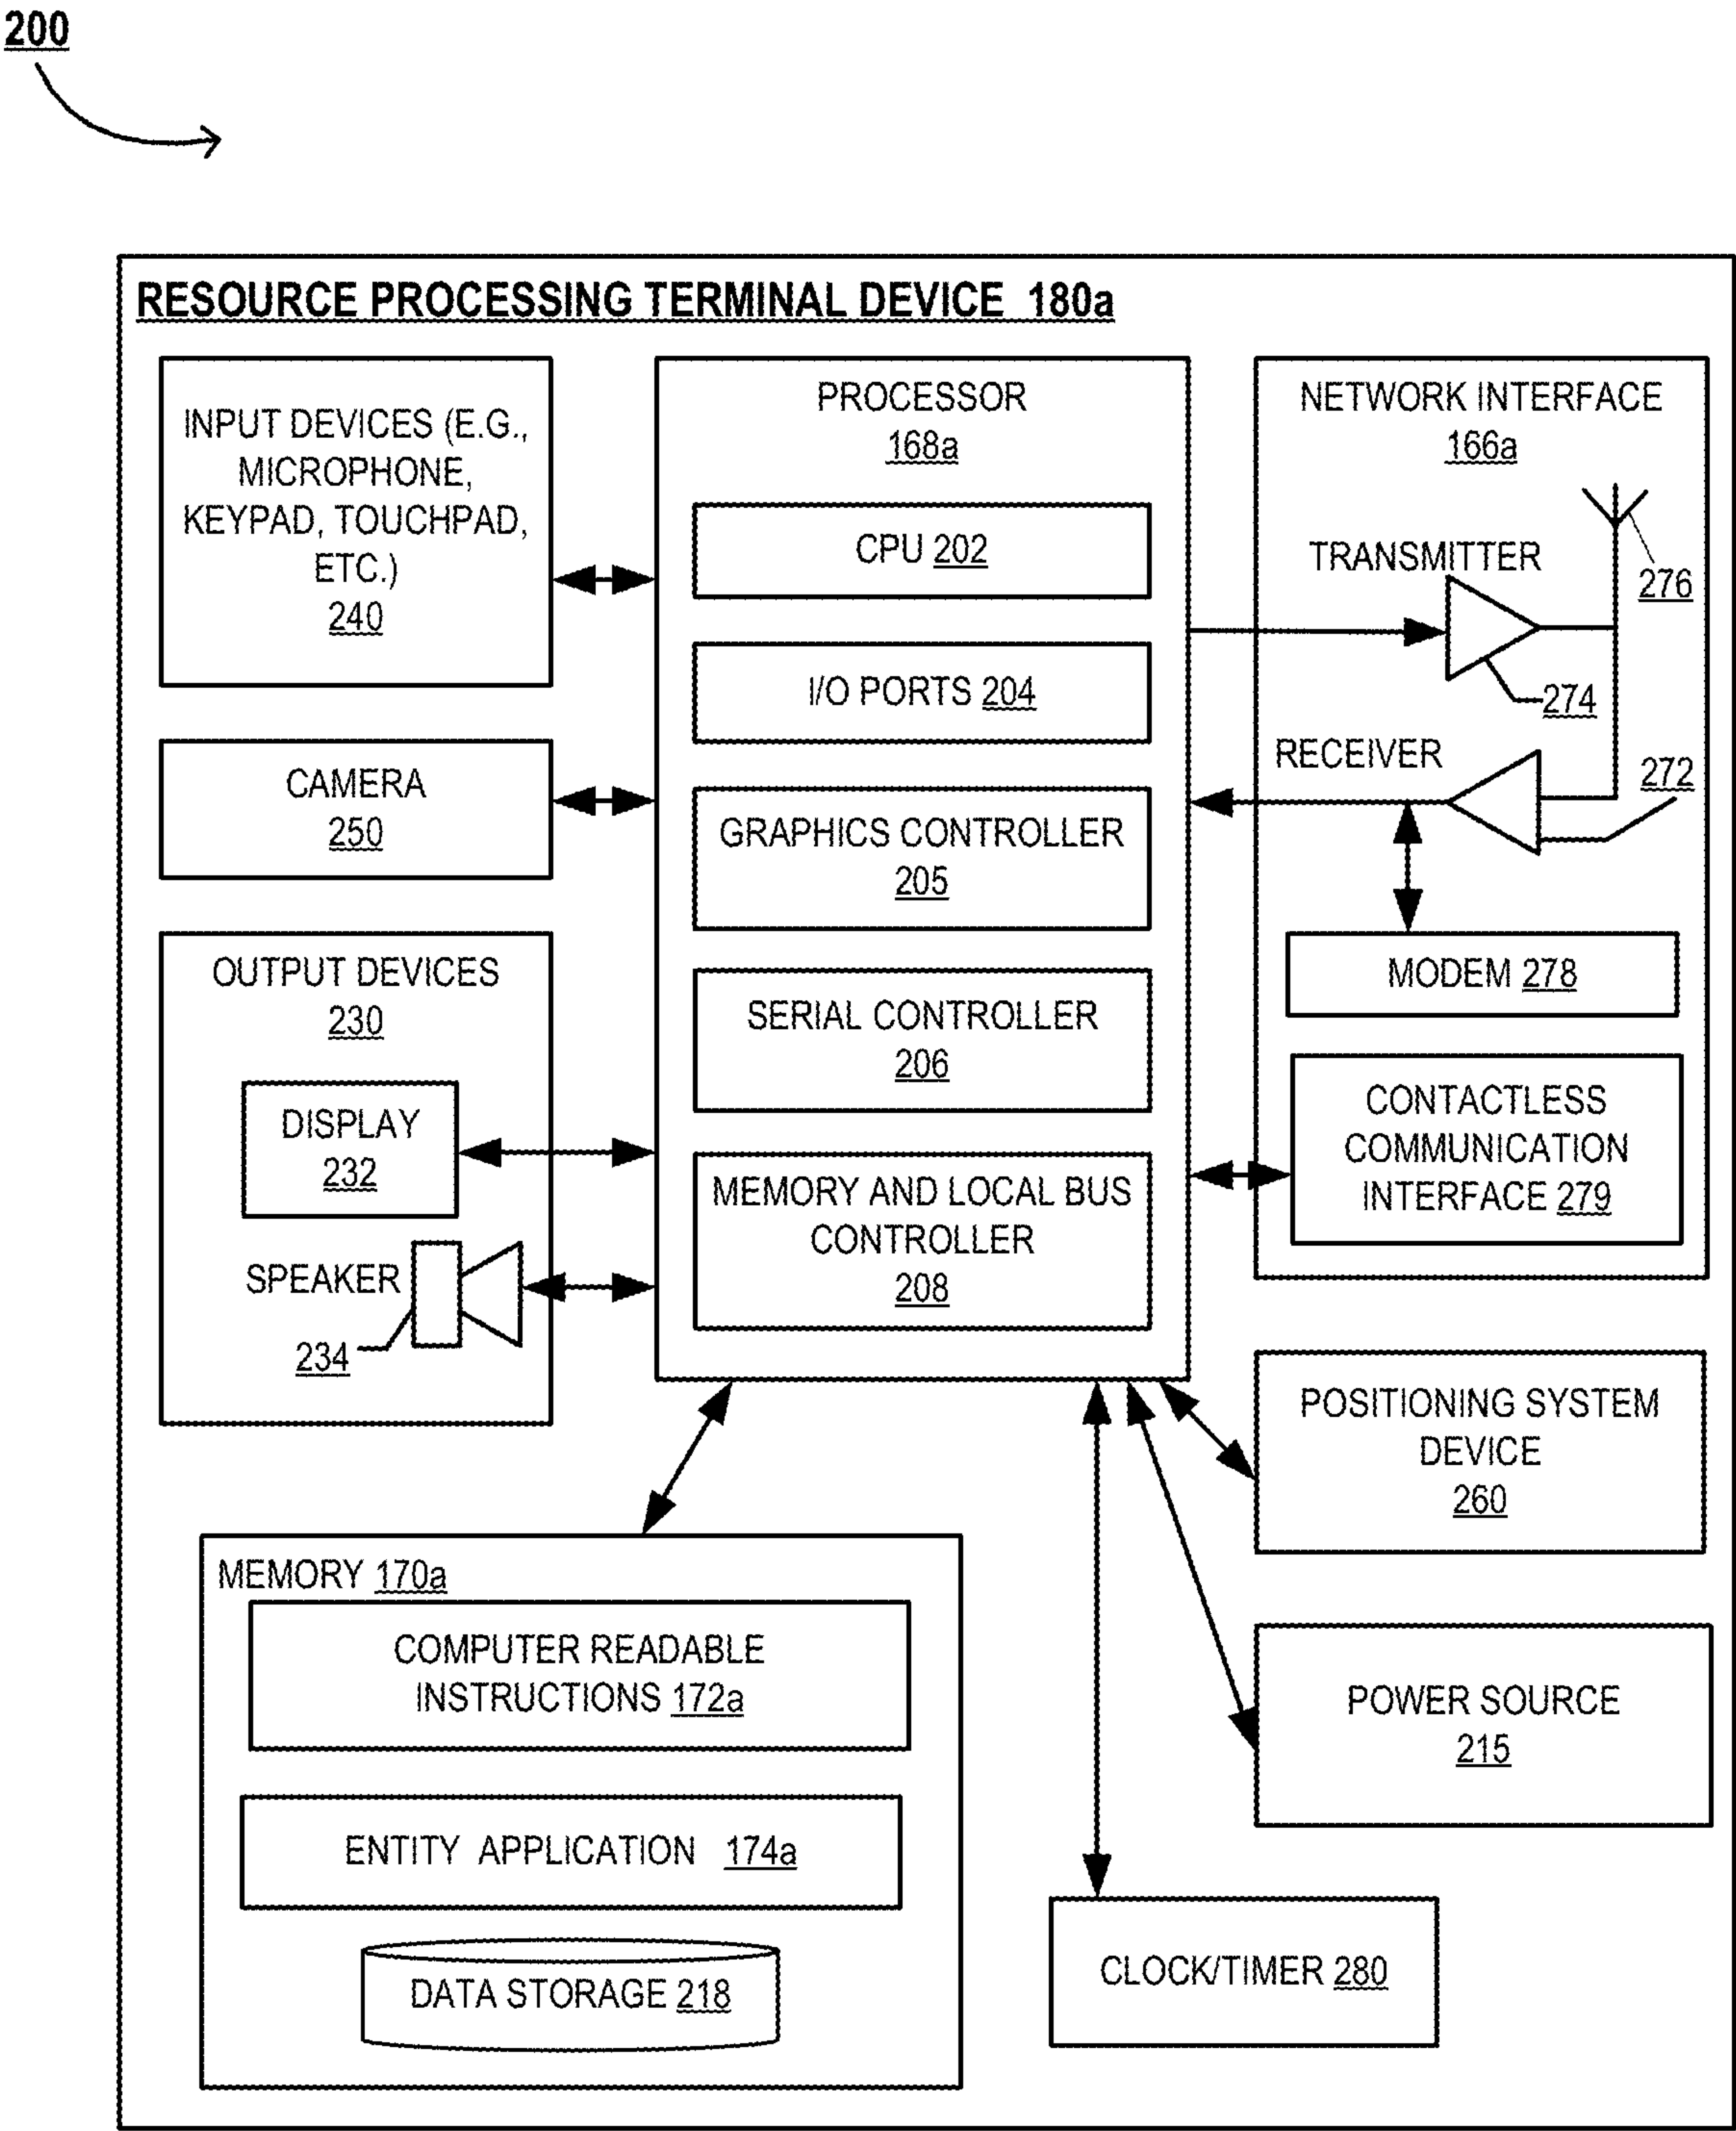 200
RESOURCE PROCESSING TERMINAL DEVICE 180a
INPUT DEVICES (E.G.,
MICROPHONE,
KEYPAD, TOUCHPAD,
ETC.)
240
CAMERA
250
OUTPUT DEVICES
230
DISPLAY
232
SPEAKER
234
PROCESSOR
168a
CPU 202
I/O PORTS 204
GRAPHICS CONTROLLER
205
SERIAL CONTROLLER
206
MEMORY AND LOCAL BUS
CONTROLLER
208
NETWORK INTERFACE
166a
TRANSMITTER
276
274
RECEIVER
272
MODEM 278
CONTACTLESS
COMMUNICATION
INTERFACE 279
POSITIONING SYSTEM
DEVICE
260
POWER SOURCE
215
MEMORY 170a
COMPUTER READABLE
INSTRUCTIONS 172a
ENTITY APPLICATION 174a
DATA STORAGE 218
CLOCK/TIMER 280